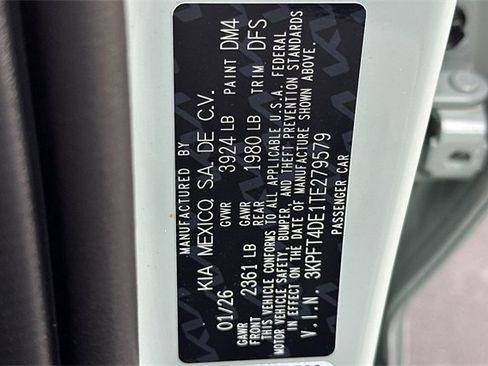 MANUFACTURED BY
KIA MEXICO, S.A. DE C.V.
01/26 GVWR 3924 LB PAINT DM4
GAWR FRONT 2361 LB GAWR REAR 1980 LB TRIM DFS
THIS VEHICLE CONFORMS TO ALL APPLICABLE U.S.A. FEDERAL
MOTOR VEHICLE SAFETY, BUMPER, AND THEFT PREVENTION STANDARDS
IN EFFECT ON THE DATE OF MANUFACTURE SHOWN ABOVE.
V.I.N. 3KPFT4DE1TE279579
PASSENGER CAR